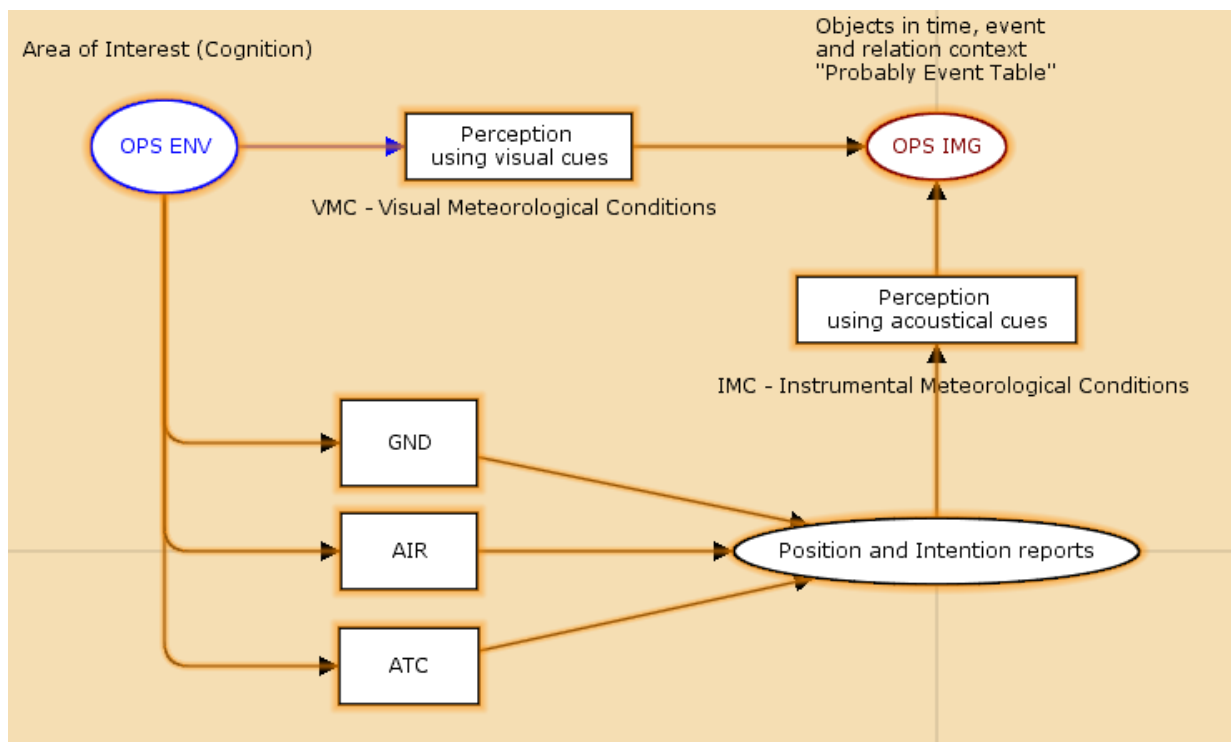 Area of Interest (Cognition)
Objects in time, event
and relation context
"Probably Event Table"
OPS ENV
Perception
using visual cues
OPS IMG
VMC - Visual Meteorological Conditions
Perception
using acoustical cues
IMC - Instrumental Meteorological Conditions
GND
AIR
Position and Intention reports
ATC